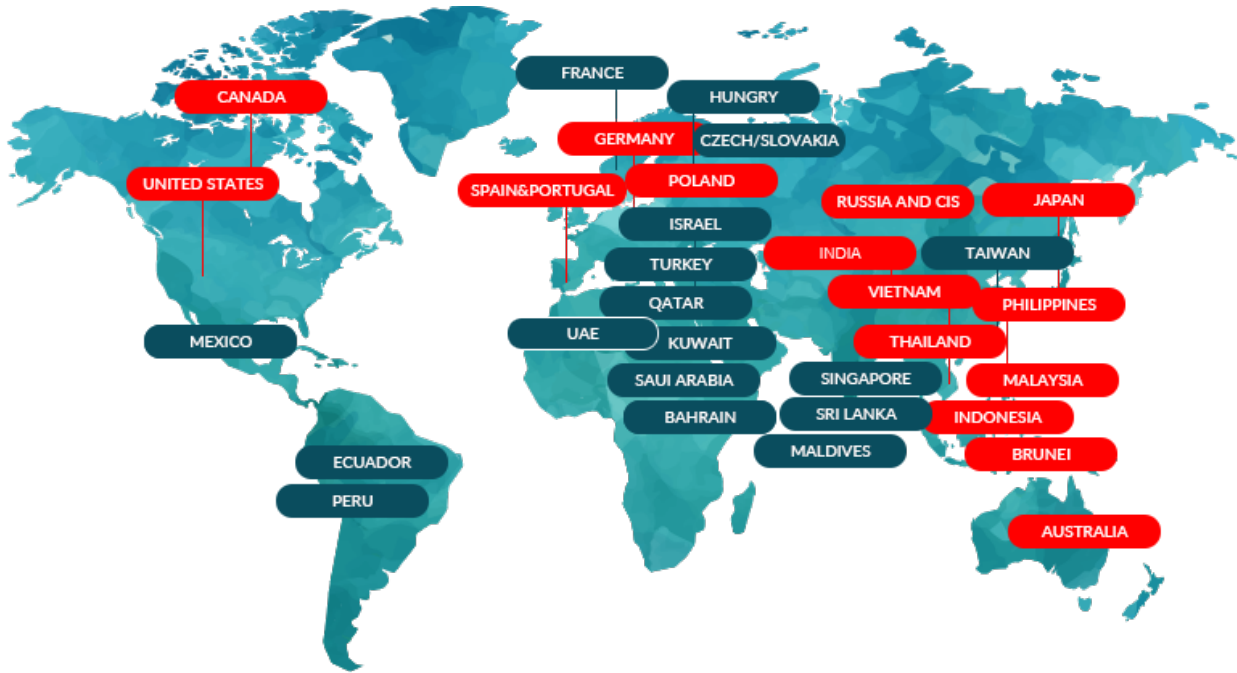 FRANCE
CANADA
HUNGRY
GERMANY
CZECH/SLOVAKIA
UNITED STATES
SPAIN&PORTUGAL
POLAND
RUSSIA AND CIS
JAPAN
ISRAEL
INDIA
TAIWAN
TURKEY
VIETNAM
QATAR
PHILIPPINES
UAE
MEXICO
KUWAIT
THAILAND
SAUI ARABIA
SINGAPORE
MALAYSIA
BAHRAIN
SRI LANKA
INDONESIA
MALDIVES
BRUNEI
ECUADOR
PERU
AUSTRALIA